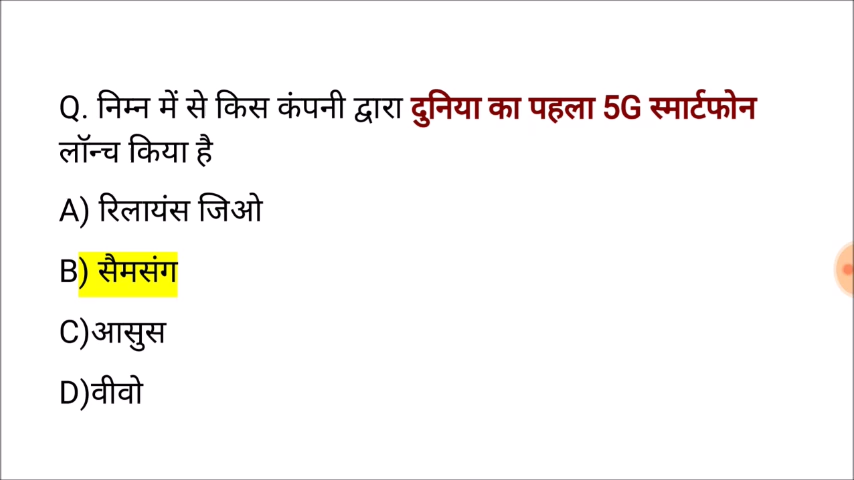 Q. निम्न में से किस कंपनी द्वारा दुनिया का पहला 5G स्मार्टफोन
लॉन्च किया है
A) रिलायंस जिओ
B) सैमसंग
C)आसुस
D)वीवो